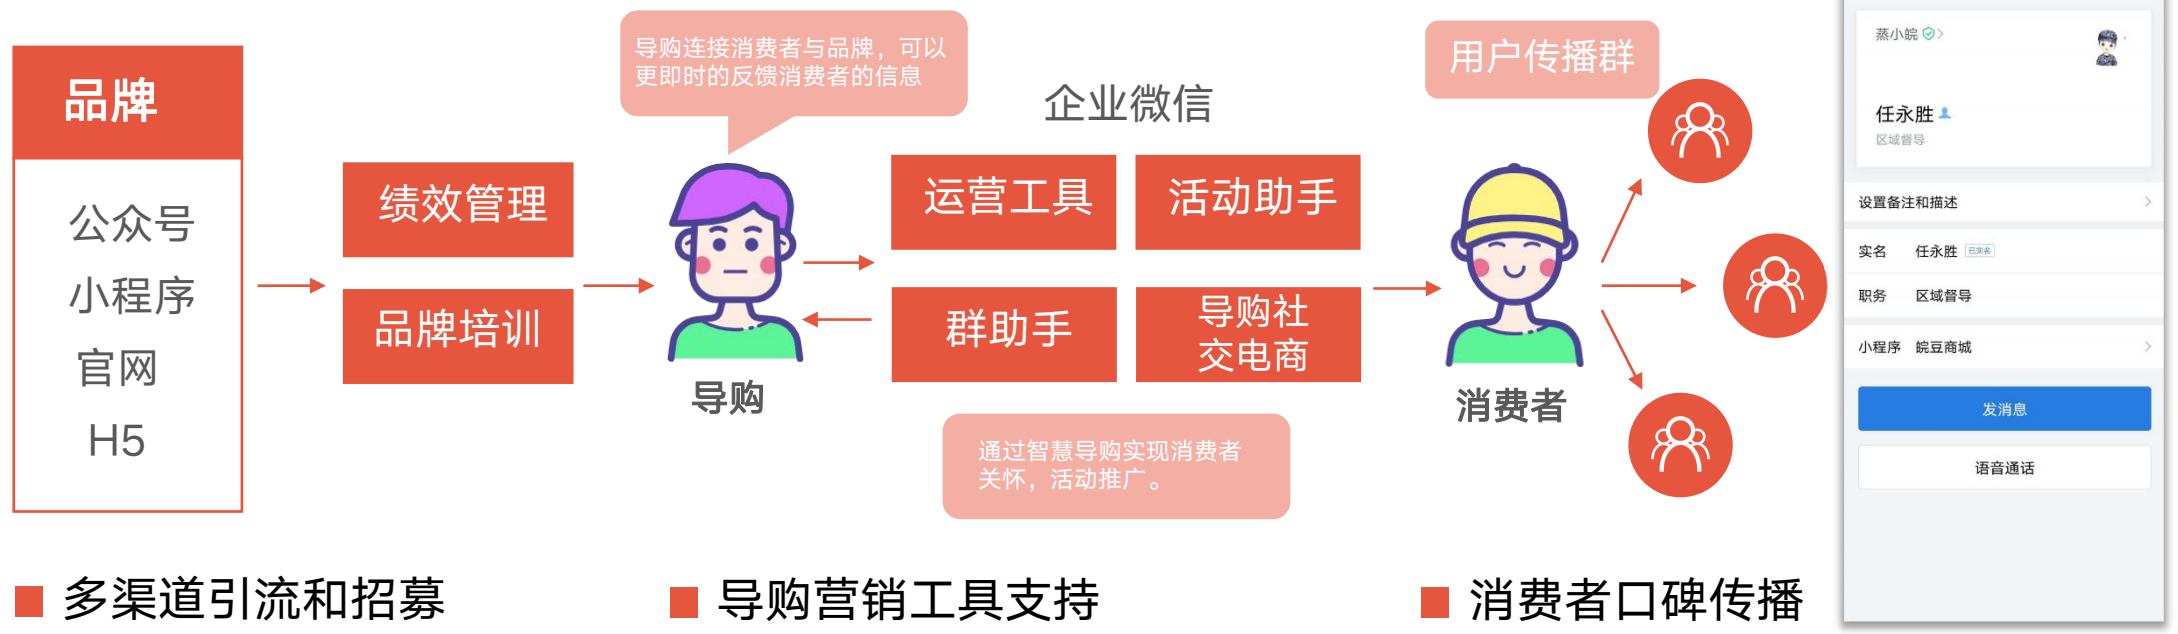 品牌
公众号
小程序
官网
H5
绩效管理
品牌培训
导购连接消费者与品牌，可以
更即时的反馈消费者的信息
导购
企业微信
运营工具
活动助手
群助手
导购社
交电商
通过智慧导购实现消费者
关怀，活动推广。
用户传播群
消费者
多渠道引流和招募
导购营销工具支持
消费者口碑传播
蒸小皖
任永胜
区域督导
设置备注和描述
实名 任永胜 已实名
职务 区域督导
小程序 皖豆商城
发消息
语音通话